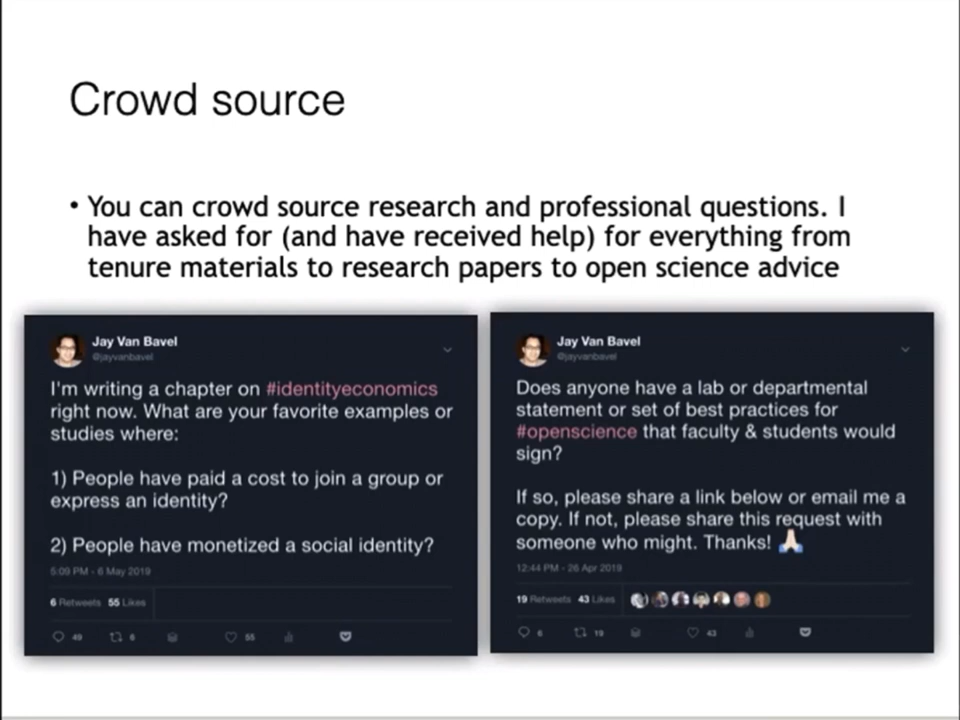 Crowd source
• You can crowd source research and professional questions. I
have asked for (and have received help) for everything from
tenure materials to research papers to open science advice
Jay Van Bavel
@jayvanbavel
I'm writing a chapter on #identityeconomics
right now. What are your favorite examples or
studies where:
1) People have paid a cost to join a group or
express an identity?
2) People have monetized a social identity?
5:09 PM - 6 May 2019
6 Retweets 55 Likes
49 6 55
Jay Van Bavel
@jayvanbavel
Does anyone have a lab or departmental
statement or set of best practices for
#openscience that faculty & students would
sign?
If so, please share a link below or email me a
copy. If not, please share this request with
someone who might. Thanks! 🙏🏻
12:44 PM - 26 Apr 2019
19 Retweets 43 Likes
6 19 43